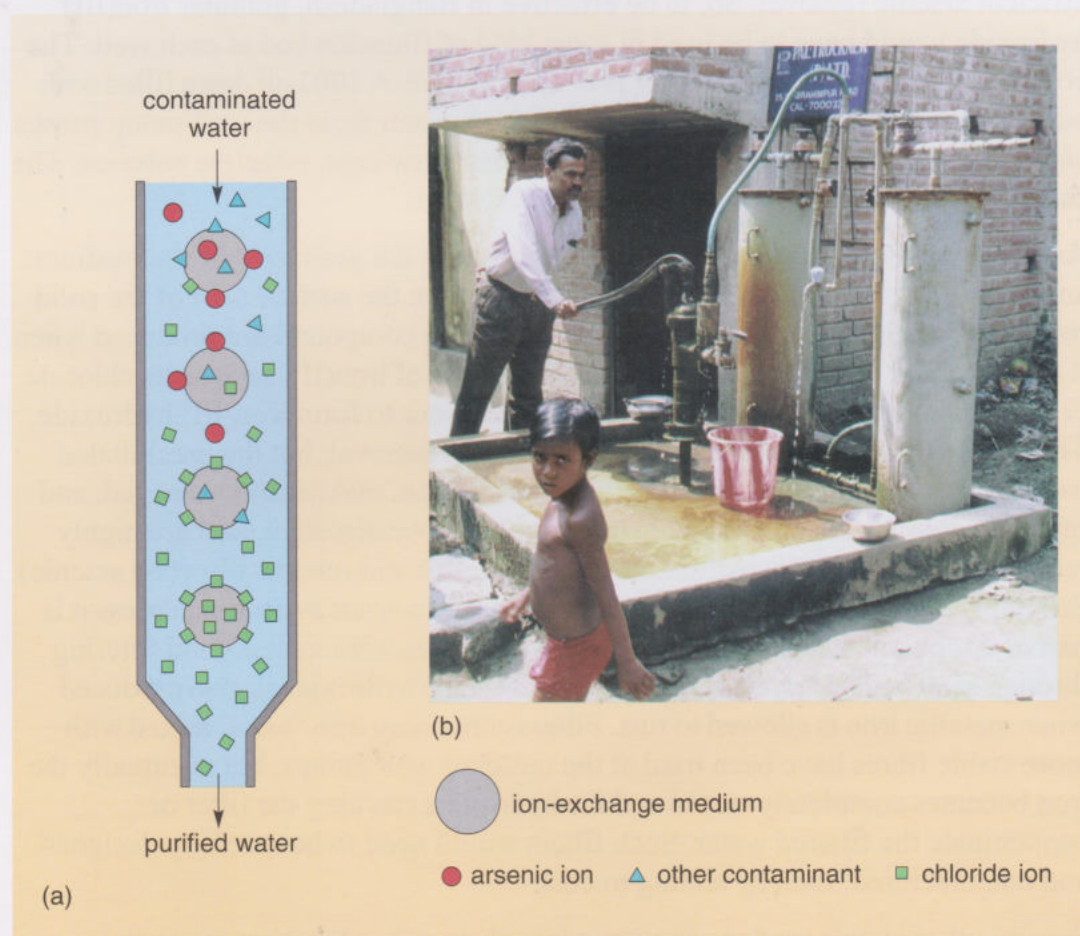 contaminated
water
purified water
(a)
(b)
ion-exchange medium
arsenic ion
other contaminant
chloride ion